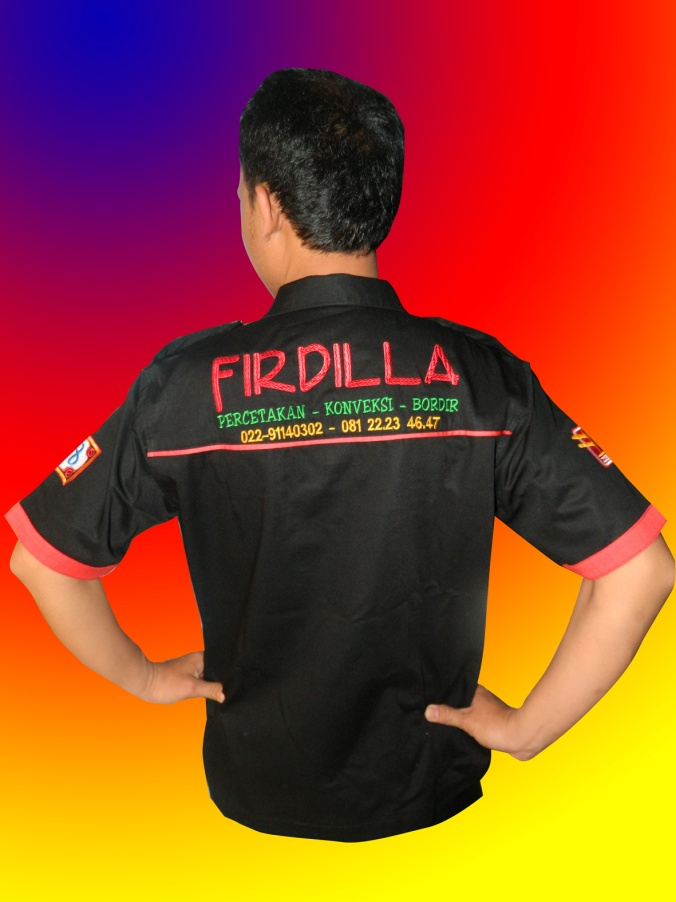 FIRDILLA
PERCETAKAN - KONVEKSI - BORDIR
022-91140302 - 081 22.23 46.47